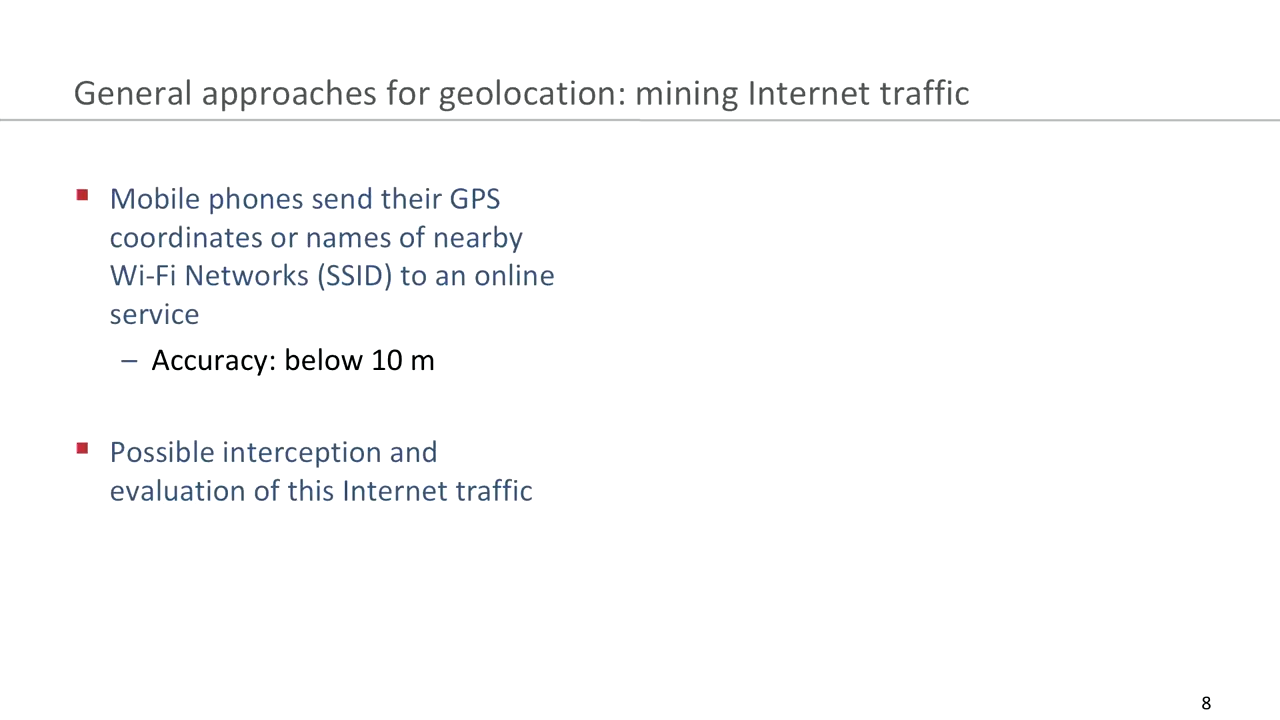 General approaches for geolocation: mining Internet traffic
▪ Mobile phones send their GPS
coordinates or names of nearby
Wi-Fi Networks (SSID) to an online
service
– Accuracy: below 10 m
▪ Possible interception and
evaluation of this Internet traffic
8